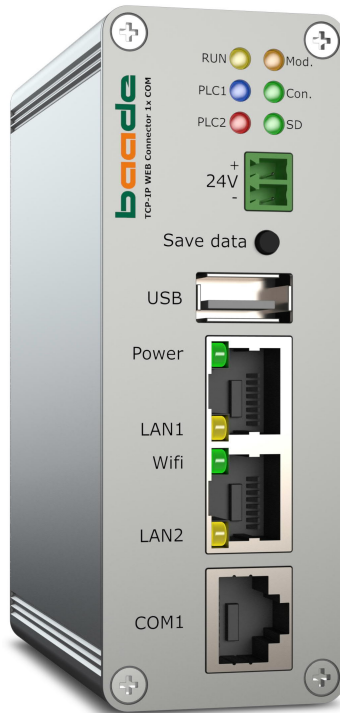 baade
TCP-IP WEB Connector 1x COM
RUN Mod.
PLC1 Con.
PLC2 SD
+
24V
-
Save data
USB
Power
LAN1
Wifi
LAN2
COM1